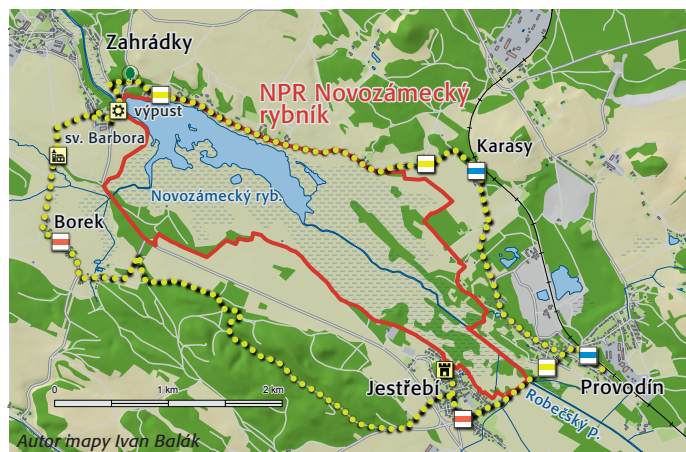 Zahrádky
NPR Novozámecký
rybník
výpust
sv. Barbora
Karasy
Novozámecký ryb.
Borek
Jestřebí
Provodín
Robečský p.
0 1 km 2 km
Autor mapy Ivan Balák